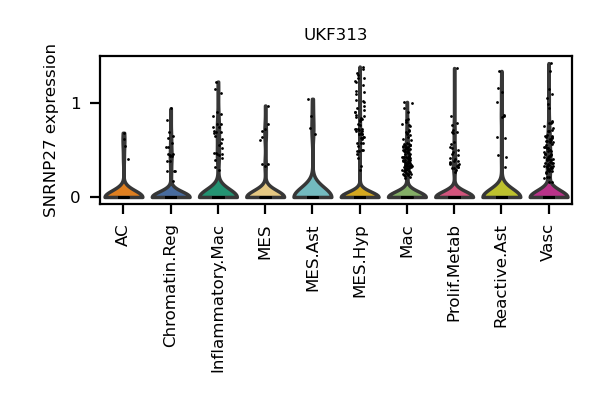 UKF313
SNRNP27 expression
1
0
AC
Chromatin.Reg
Inflammatory.Mac
MES
MES.Ast
MES.Hyp
Mac
Prolif.Metab
Reactive.Ast
Vasc